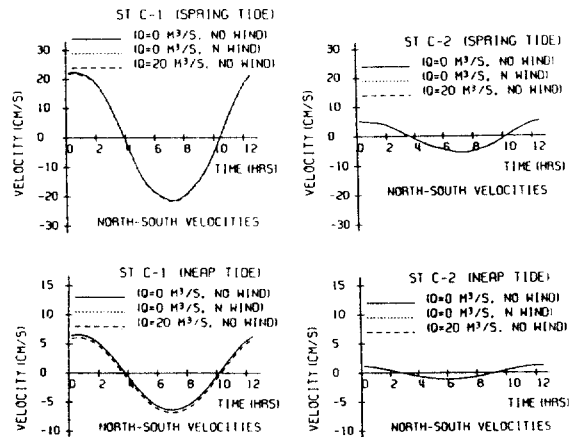 ST C-1 (SPRING TIDE)
(Q=0 M³/S, NO WIND)
(Q=0 M³/S, N WIND)
(Q=20 M³/S, NO WIND)
VELOCITY (CM/S)
30
20
10
0
-10
-20
-30
0 2 4 6 8 10 12
TIME (HRS)
NORTH-SOUTH VELOCITIES
ST C-2 (SPRING TIDE)
(Q=0 M³/S, NO WIND)
(Q=0 M³/S, N WIND)
(Q=20 M³/S, NO WIND)
VELOCITY (CM/S)
30
20
10
0
-10
-20
-30
0 2 4 6 8 10 12
TIME (HRS)
NORTH-SOUTH VELOCITIES
ST C-1 (NEAP TIDE)
(Q=0 M³/S, NO WIND)
(Q=0 M³/S, N WIND)
(Q=20 M³/S, NO WIND)
VELOCITY (CM/S)
15
10
5
0
-5
-10
0 2 4 6 8 10 12
TIME (HRS)
NORTH-SOUTH VELOCITIES
ST C-2 (NEAP TIDE)
(Q=0 M³/S, NO WIND)
(Q=0 M³/S, N WIND)
(Q=20 M³/S, NO WIND)
VELOCITY (CM/S)
15
10
5
0
-5
-10
0 2 4 6 8 10 12
TIME (HRS)
NORTH-SOUTH VELOCITIES